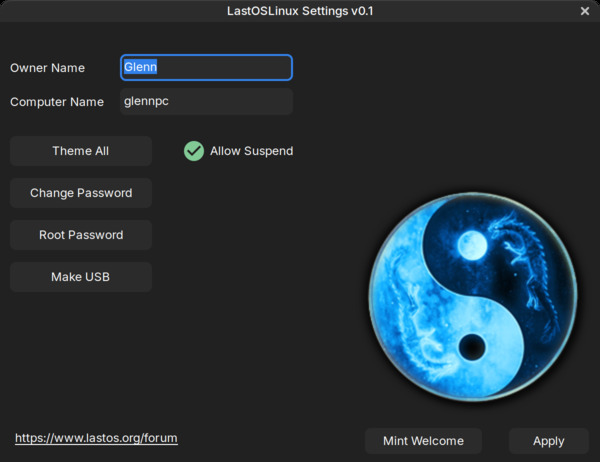 LastOSLinux Settings v0.1
Owner Name Glenn
Computer Name glennpc
Theme All Allow Suspend
Change Password
Root Password
Make USB
https://www.lastos.org/forum Mint Welcome Apply